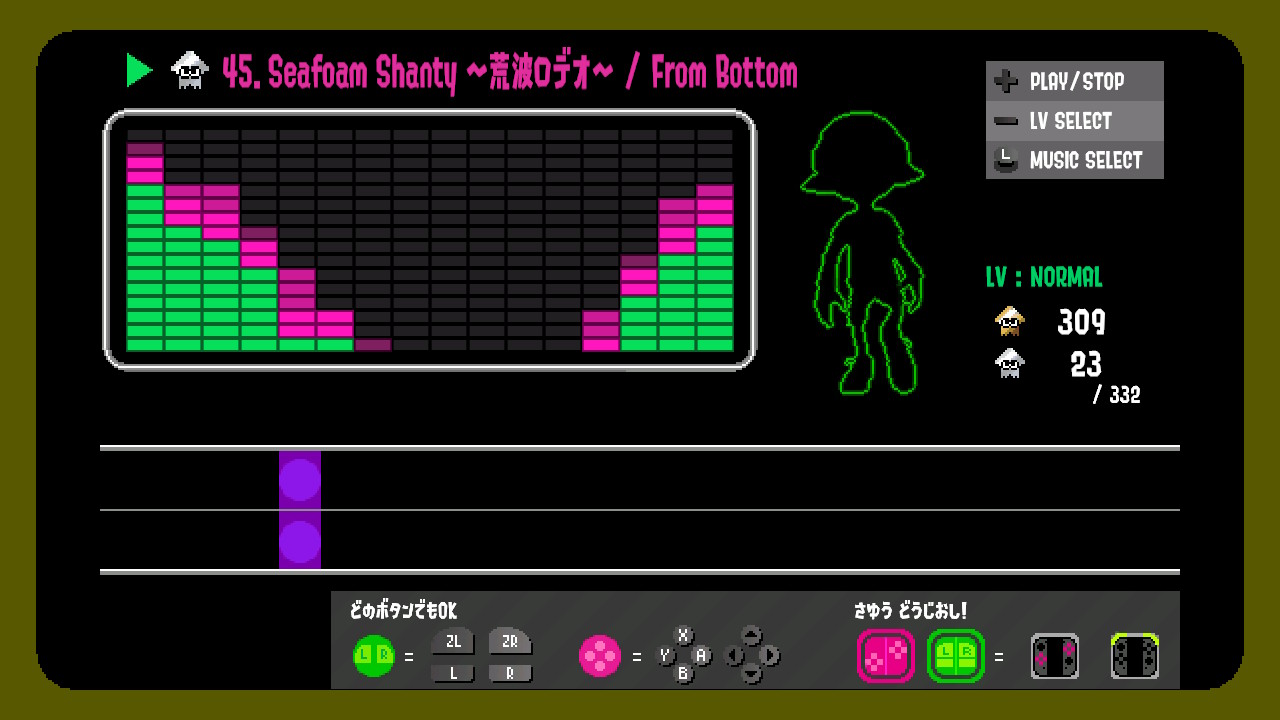 45. Seafoam Shanty ～荒波ロデオ～ / From Bottom
PLAY/STOP
LV SELECT
L MUSIC SELECT
LV : NORMAL
309
23
/ 332
どのボタンでもOK
L R = ZL ZR L R = X Y A B
さゆう どうじおし!
L R =